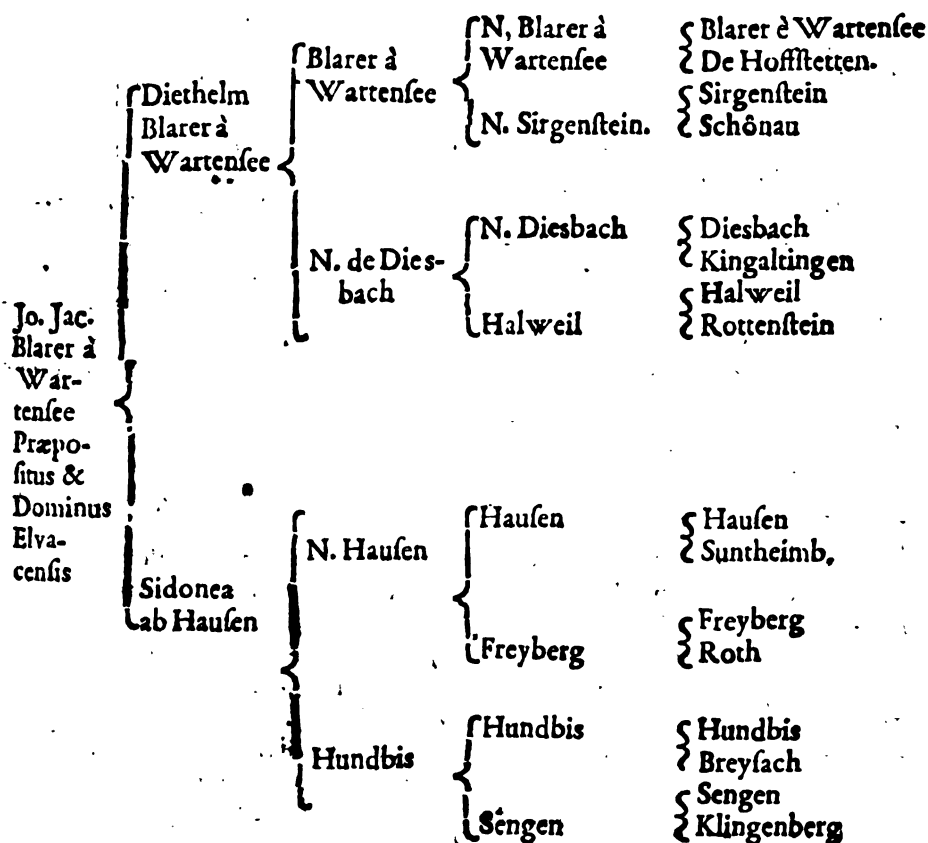 Jo. Jac.
Blarer à
War-
tenſee
Præpo-
ſitus &
Dominus
Elva-
cenſis
Diethelm
Blarer à
Wartenſee
Sidonea
ab Hauſen
Blarer à
Wartenſee
N. de Dies-
bach
N. Hauſen
Hundbis
N, Blarer à
Wartenſee
N. Sirgenſtein.
N. Diesbach
Halweil
Hauſen
Freyberg
Hundbis
Sengen
Blarer è Wartenſee
De Hoffſtetten.
Sirgenſtein
Schônau
Diesbach
Kingaltingen
Halweil
Rottenſtein
Hauſen
Suntheimb,
Freyberg
Roth
Hundbis
Breyſach
Sengen
Klingenberg